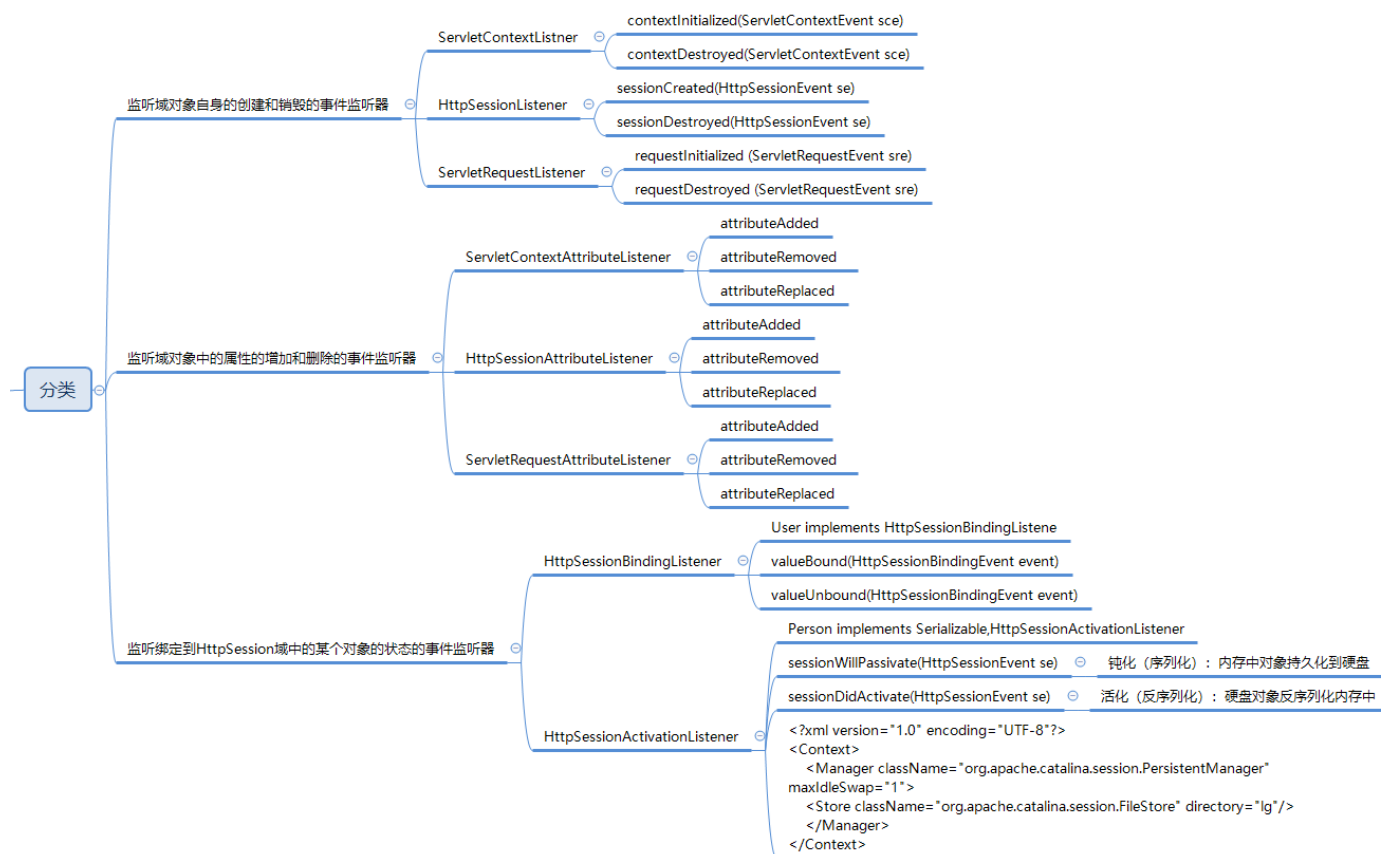 分类
监听域对象自身的创建和销毁的事件监听器
ServletContextListner
contextInitialized(ServletContextEvent sce)
contextDestroyed(ServletContextEvent sce)
HttpSessionListener
sessionCreated(HttpSessionEvent se)
sessionDestroyed(HttpSessionEvent se)
ServletRequestListener
requestInitialized (ServletRequestEvent sre)
requestDestroyed (ServletRequestEvent sre)
监听域对象中的属性的增加和删除的事件监听器
ServletContextAttributeListener
attributeAdded
attributeRemoved
attributeReplaced
HttpSessionAttributeListener
attributeAdded
attributeRemoved
attributeReplaced
ServletRequestAttributeListener
attributeAdded
attributeRemoved
attributeReplaced
监听绑定到HttpSession域中的某个对象的状态的事件监听器
HttpSessionBindingListener
User implements HttpSessionBindingListene
valueBound(HttpSessionBindingEvent event)
valueUnbound(HttpSessionBindingEvent event)
HttpSessionActivationListener
Person implements Serializable,HttpSessionActivationListener
sessionWillPassivate(HttpSessionEvent se)
钝化（序列化）：内存中对象持久化到硬盘
sessionDidActivate(HttpSessionEvent se)
活化（反序列化）：硬盘对象反序列化内存中
<?xml version="1.0" encoding="UTF-8"?>
<Context>
<Manager className="org.apache.catalina.session.PersistentManager"
maxIdleSwap="1">
<Store className="org.apache.catalina.session.FileStore" directory="lg"/>
</Manager>
</Context>